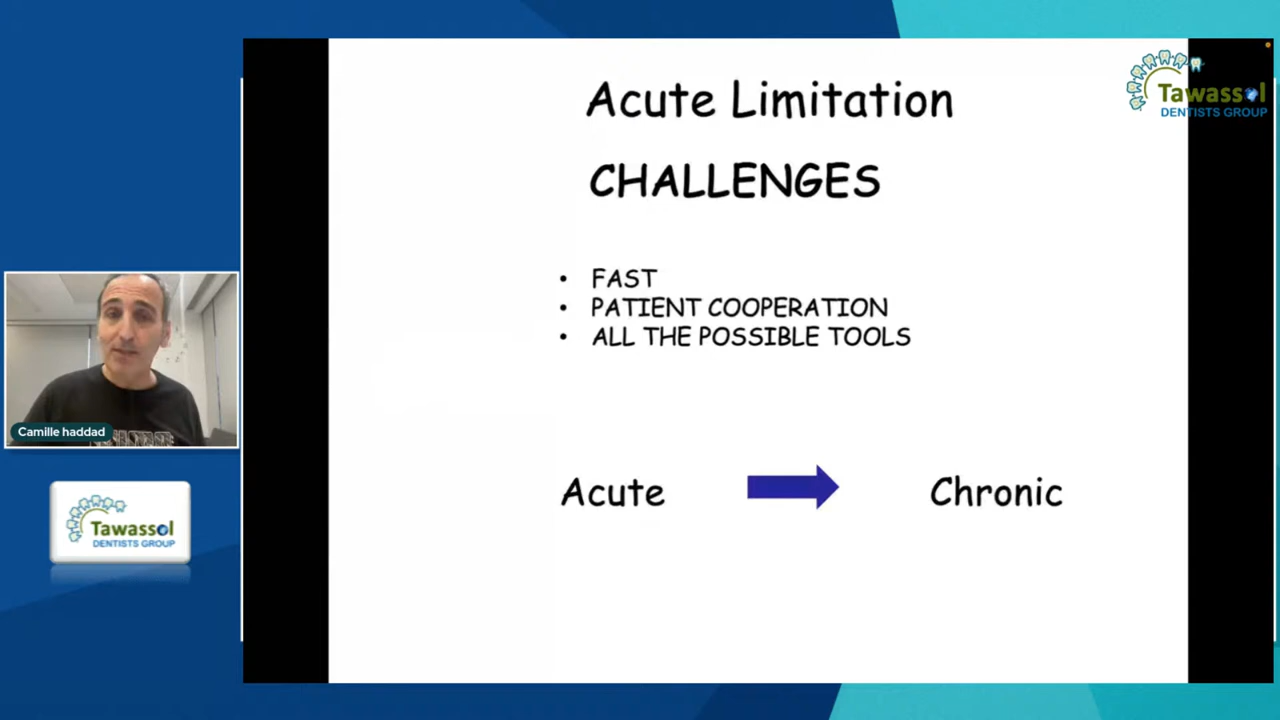 Acute Limitation
CHALLENGES
• FAST
• PATIENT COOPERATION
• ALL THE POSSIBLE TOOLS
Acute
Chronic
Tawassol
DENTISTS GROUP
Camille haddad
Tawassol
DENTISTS GROUP